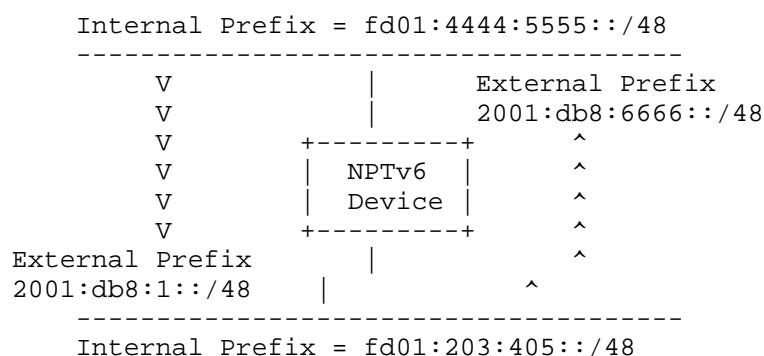 Internal Prefix = fd01:4444:5555::/48
--------------------------------------
V | External Prefix
V | 2001:db8:6666::/48
V +---------+ ^
V | NPTv6 | ^
V | Device | ^
V +---------+ ^
External Prefix | ^
2001:db8:1::/48 | ^
--------------------------------------
Internal Prefix = fd01:203:405::/48